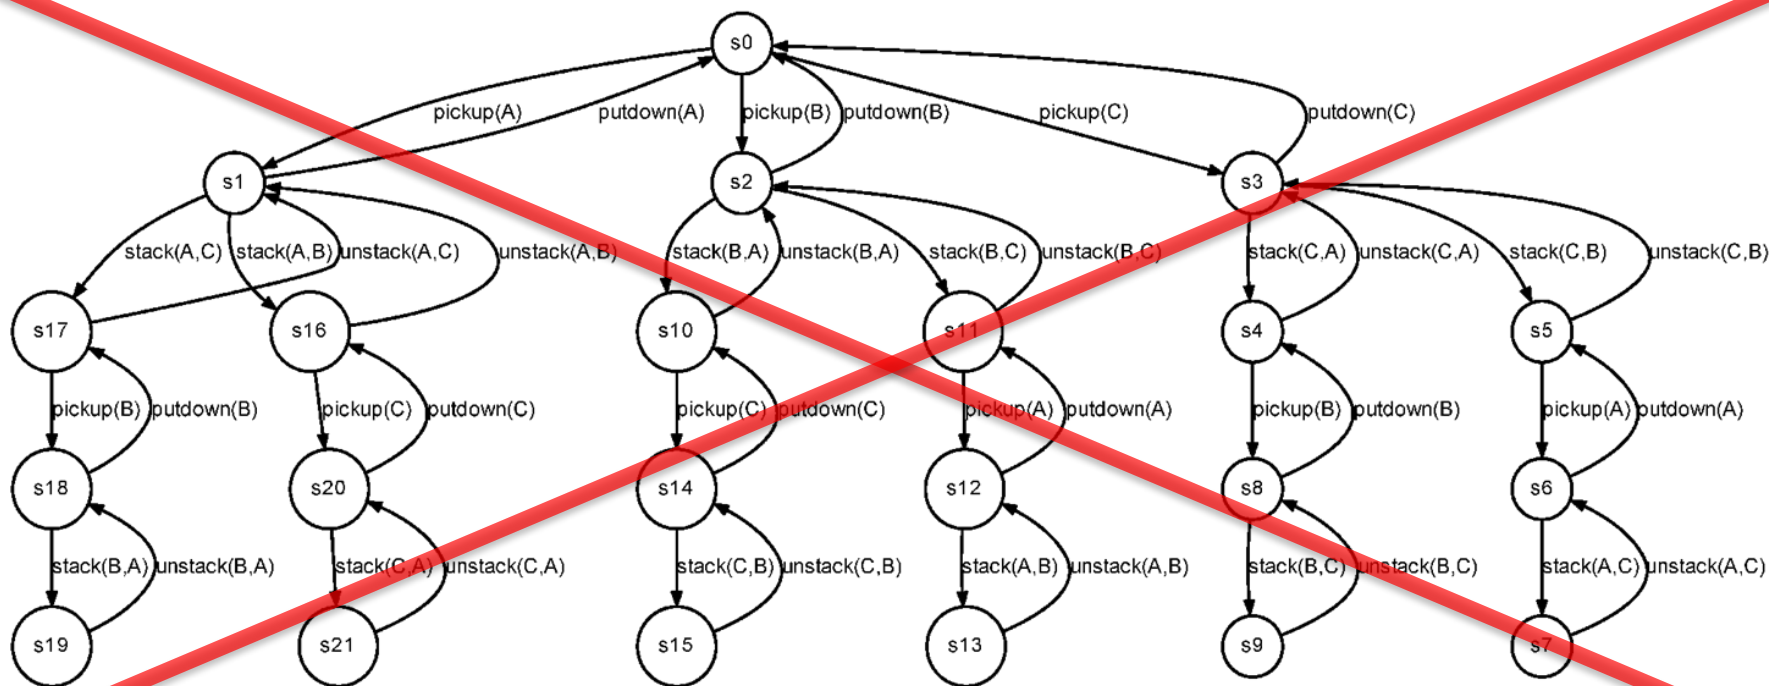 s0
pickup(A) putdown(A) pickup(B) putdown(B) pickup(C) putdown(C)
s1 s2 s3
stack(A,C) stack(A,B) unstack(A,C) unstack(A,B) stack(B,A) unstack(B,A) stack(B,C) unstack(B,C) stack(C,A) unstack(C,A) stack(C,B) unstack(C,B)
s17 s16 s10 s11 s4 s5
pickup(B) putdown(B) pickup(C) putdown(C) pickup(C) putdown(C) pickup(A) putdown(A) pickup(B) putdown(B) pickup(A) putdown(A)
s18 s20 s14 s12 s8 s6
stack(B,A) unstack(B,A) stack(C,A) unstack(C,A) stack(C,B) unstack(C,B) stack(A,B) unstack(A,B) stack(B,C) unstack(B,C) stack(A,C) unstack(A,C)
s19 s21 s15 s13 s9 s7